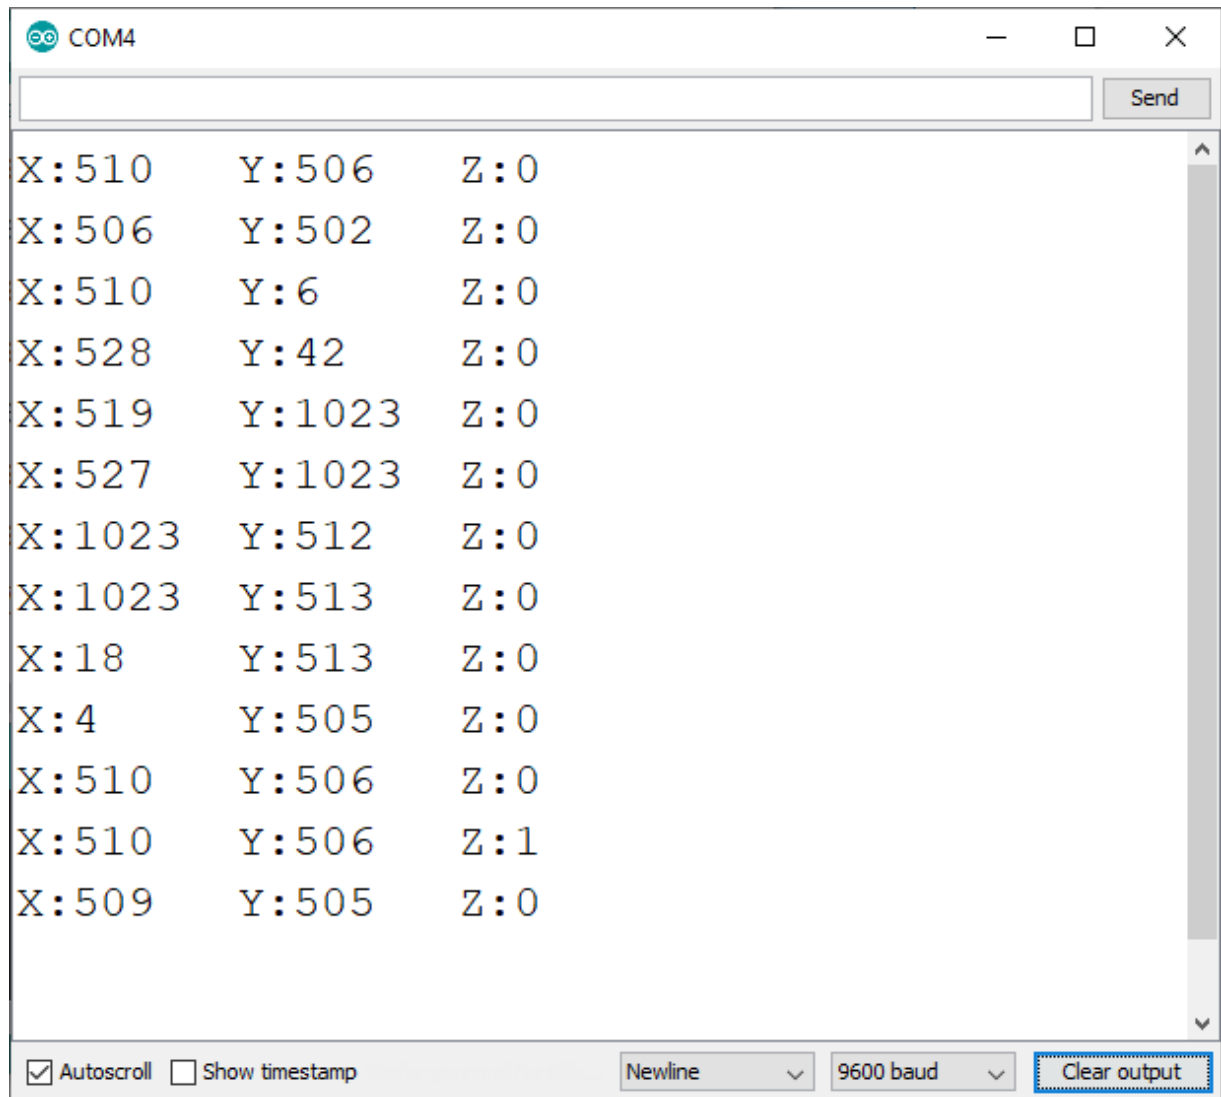 COM4
Send
X:510 Y:506 Z:0
X:506 Y:502 Z:0
X:510 Y:6 Z:0
X:528 Y:42 Z:0
X:519 Y:1023 Z:0
X:527 Y:1023 Z:0
X:1023 Y:512 Z:0
X:1023 Y:513 Z:0
X:18 Y:513 Z:0
X:4 Y:505 Z:0
X:510 Y:506 Z:0
X:510 Y:506 Z:1
X:509 Y:505 Z:0
Autoscroll Show timestamp Newline 9600 baud Clear output